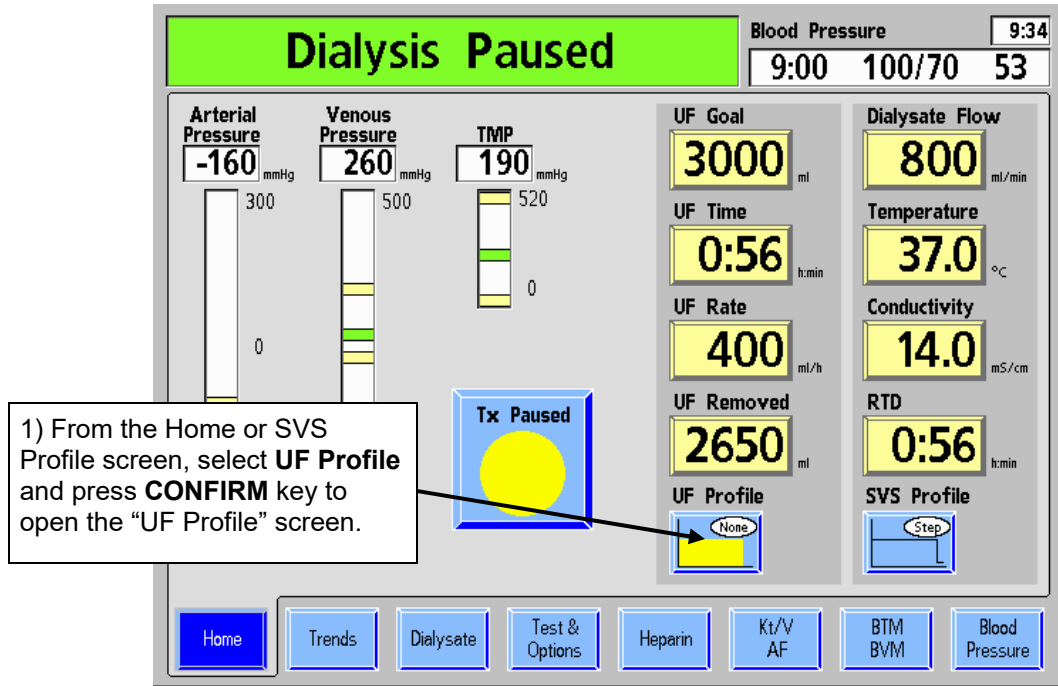 Dialysis Paused
Blood Pressure
9:34
9:00 100/70 53
Arterial
Pressure
-160 mmHg
300
0
Venous
Pressure
260 mmHg
500
TMP
190 mmHg
520
0
Tx Paused
UF Goal
3000 ml
UF Time
0:56 h:min
UF Rate
400 ml/h
UF Removed
2650 ml
UF Profile
None
Dialysate Flow
800 ml/min
Temperature
37.0 °C
Conductivity
14.0 mS/cm
RTD
0:56 h:min
SVS Profile
Step
1) From the Home or SVS
Profile screen, select UF Profile
and press CONFIRM key to
open the “UF Profile” screen.
Home
Trends
Dialysate
Test &
Options
Heparin
Kt/V
AF
BTM
BVM
Blood
Pressure